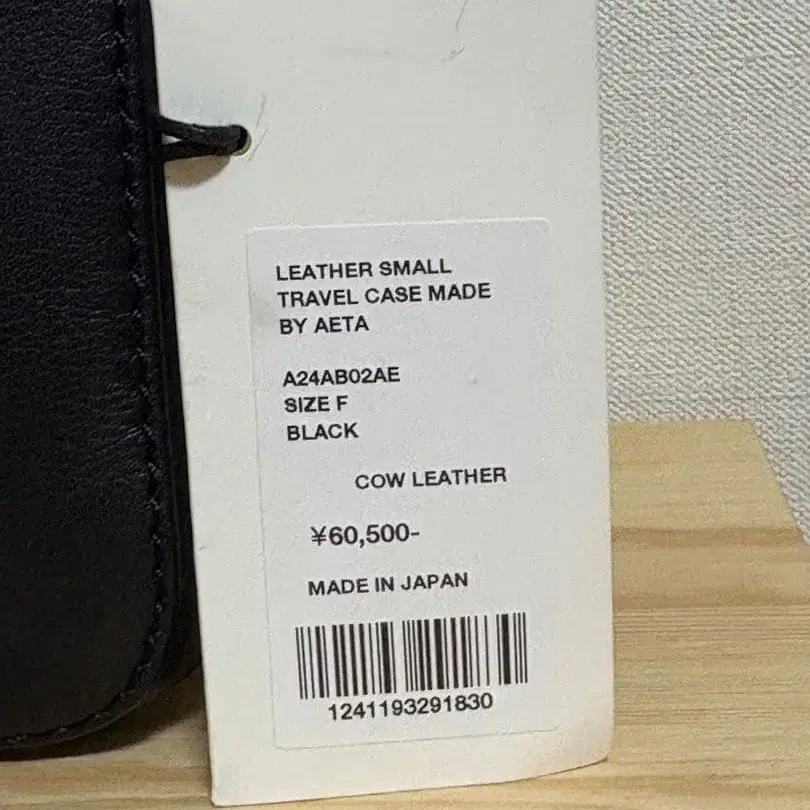 LEATHER SMALL
TRAVEL CASE MADE
BY AETA
A24AB02AE
SIZE F
BLACK
COW LEATHER
¥60,500-
MADE IN JAPAN
1241193291830